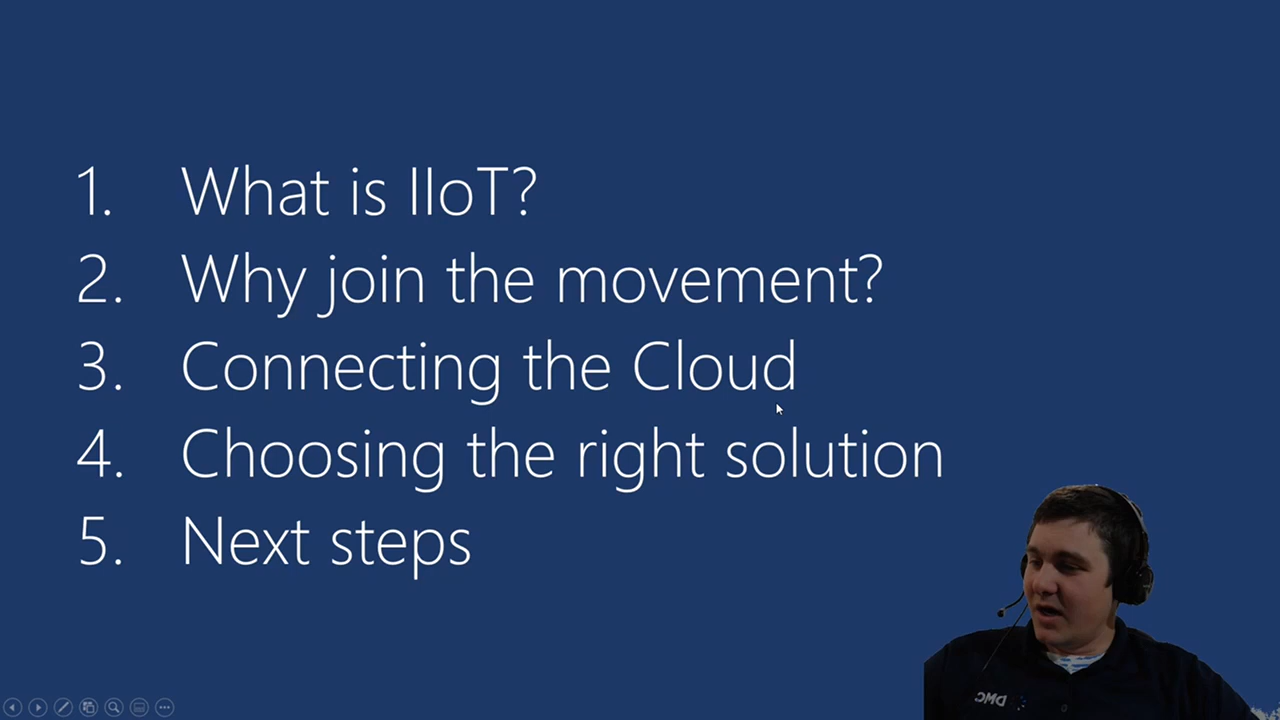 1. What is IIoT?
2. Why join the movement?
3. Connecting the Cloud
4. Choosing the right solution
5. Next steps
DMC